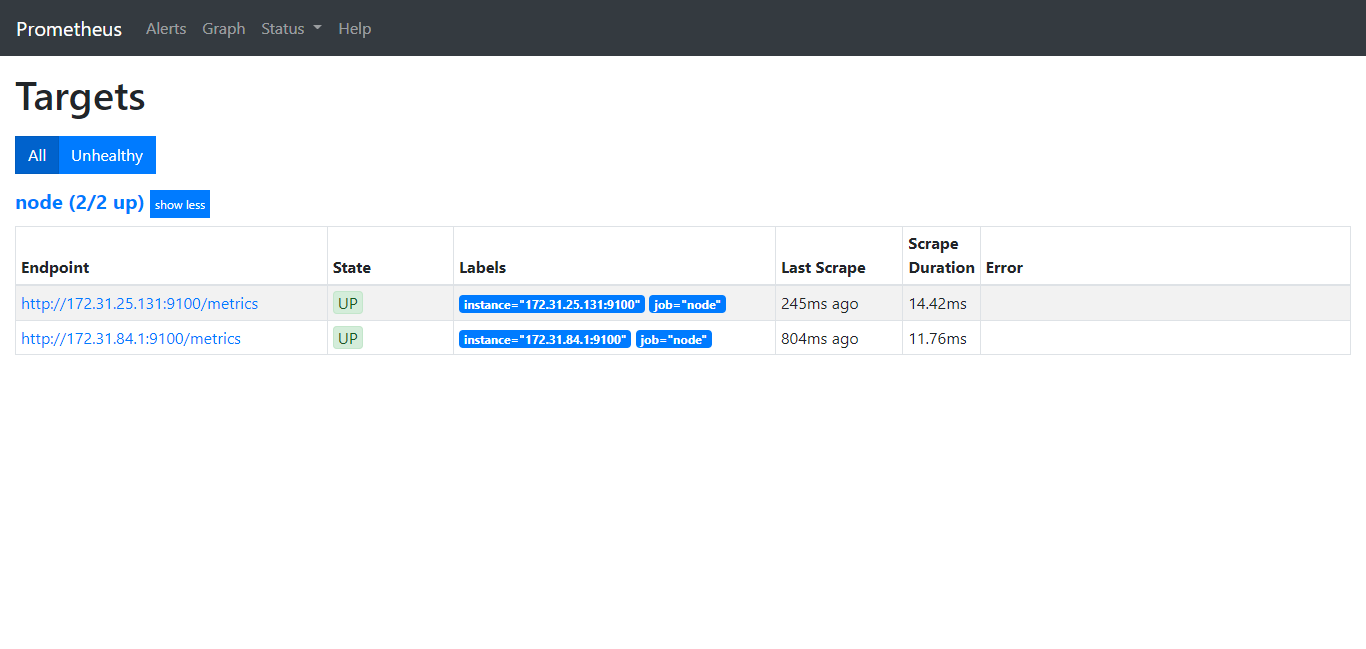 Prometheus Alerts Graph Status Help
Targets
All Unhealthy
node (2/2 up) show less
Endpoint State Labels Last Scrape Scrape Duration Error
http://172.31.25.131:9100/metrics UP instance="172.31.25.131:9100" job="node" 245ms ago 14.42ms
http://172.31.84.1:9100/metrics UP instance="172.31.84.1:9100" job="node" 804ms ago 11.76ms